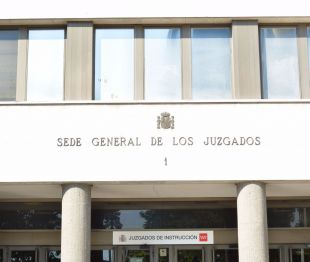 SEDE GENERAL DE LOS JUZGADOS
1
JUZGADOS DE INSTRUCCIÓN